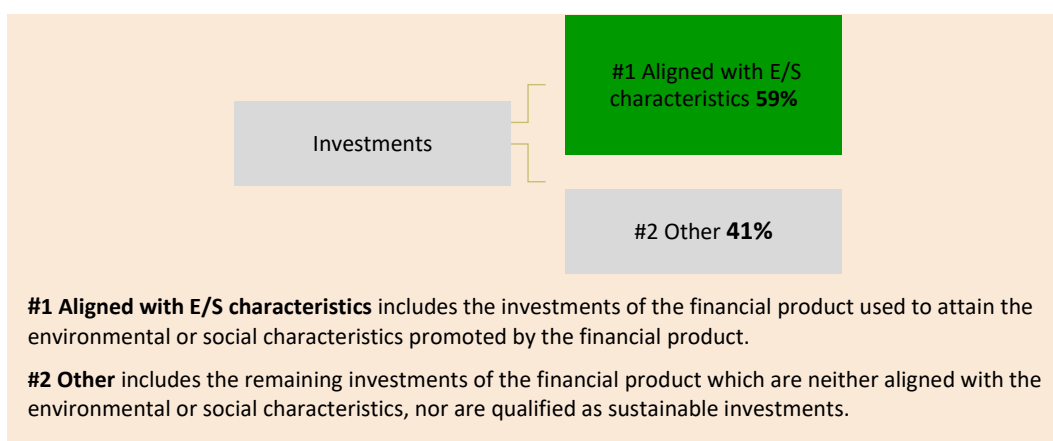 #1 Aligned with E/S
characteristics 59%
Investments
#2 Other 41%
#1 Aligned with E/S characteristics includes the investments of the financial product used to attain the
environmental or social characteristics promoted by the financial product.
#2 Other includes the remaining investments of the financial product which are neither aligned with the
environmental or social characteristics, nor are qualified as sustainable investments.